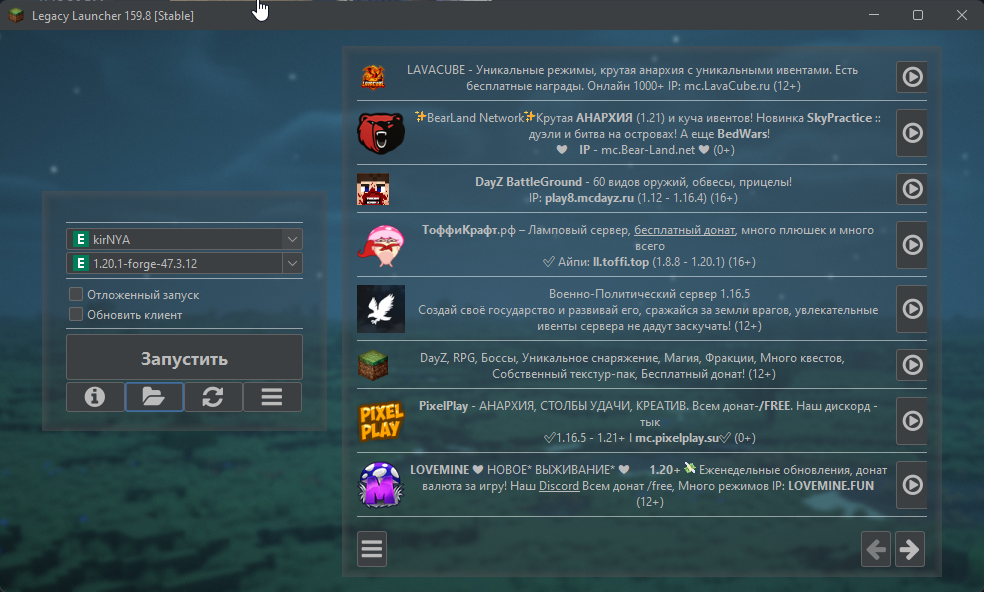 Legacy Launcher 159.8 [Stable]
E kirNYA
E 1.20.1-forge-47.3.12
Отложенный запуск
Обновить клиент
Запустить
LAVACUBE
LAVACUBE - Уникальные режимы, крутая анархия с уникальными ивентами. Есть
бесплатные награды. Онлайн 1000+ IP: mc.LavaCube.ru (12+)
✨BearLand Network✨Крутая АНАРХИЯ (1.21) и куча ивентов! Новинка SkyPractice ::
дуэли и битва на островах! А еще BedWars!
❤ IP - mc.Bear-Land.net ❤ (0+)
DayZ BattleGround - 60 видов оружий, обвесы, прицелы!
IP: play8.mcdayz.ru (1.12 - 1.16.4) (16+)
ТоффиКрафт.рф – Ламповый сервер, бесплатный донат, много плюшек и много
всего
✓ Айпи: ll.toffi.top (1.8.8 - 1.20.1) (16+)
Военно-Политический сервер 1.16.5
Создай своё государство и развивай его, сражайся за земли врагов, увлекательные
ивенты сервера не дадут заскучать! (12+)
DayZ, RPG, Боссы, Уникальное снаряжение, Магия, Фракции, Много квестов,
Собственный текстур-пак, Бесплатный донат! (12+)
PIXEL
PLAY
PixelPlay - АНАРХИЯ, СТОЛБЫ УДАЧИ, КРЕАТИВ. Всем донат-/FREE. Наш дискорд -
тык
✓1.16.5 - 1.21+ I mc.pixelplay.su✓ (0+)
M
LOVEMINE ❤ НОВОЕ* ВЫЖИВАНИЕ* ❤ 1.20+ 💸 Еженедельные обновления, донат
валюта за игру! Наш Discord Всем донат /free, Много режимов IP: LOVEMINE.FUN
(12+)